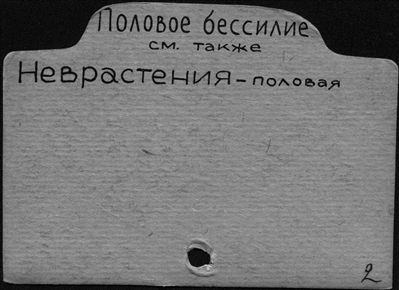 Половое бессилие
см. также
Неврастения – половая
2